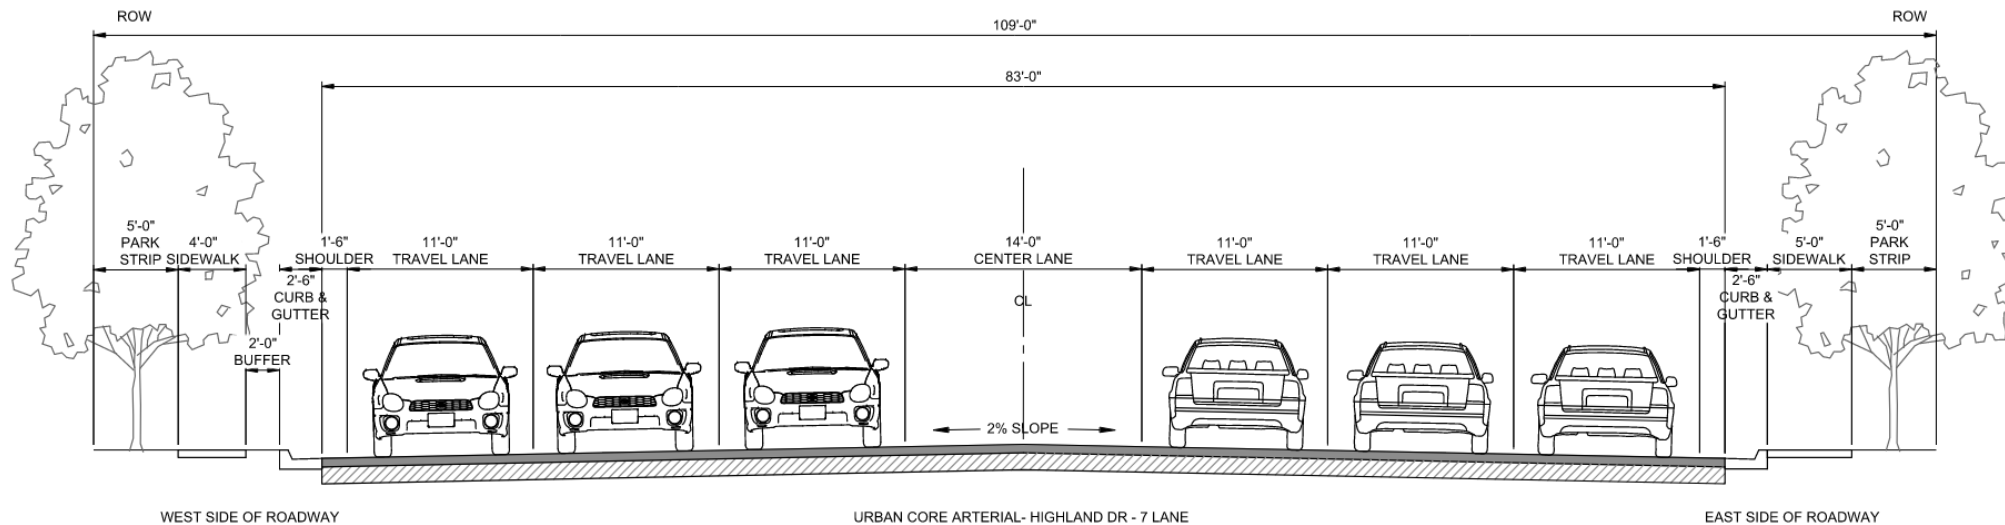 ROW
ROW
109'-0"
83'-0"
5'-0"
PARK
STRIP
4'-0"
SIDEWALK
2'-0"
BUFFER
2'-6"
CURB &
GUTTER
1'-6"
SHOULDER
11'-0"
TRAVEL LANE
11'-0"
TRAVEL LANE
11'-0"
TRAVEL LANE
14'-0"
CENTER LANE
CL
2% SLOPE
11'-0"
TRAVEL LANE
11'-0"
TRAVEL LANE
11'-0"
TRAVEL LANE
1'-6"
SHOULDER
2'-6"
CURB &
GUTTER
5'-0"
SIDEWALK
5'-0"
PARK
STRIP
WEST SIDE OF ROADWAY
URBAN CORE ARTERIAL- HIGHLAND DR - 7 LANE
EAST SIDE OF ROADWAY